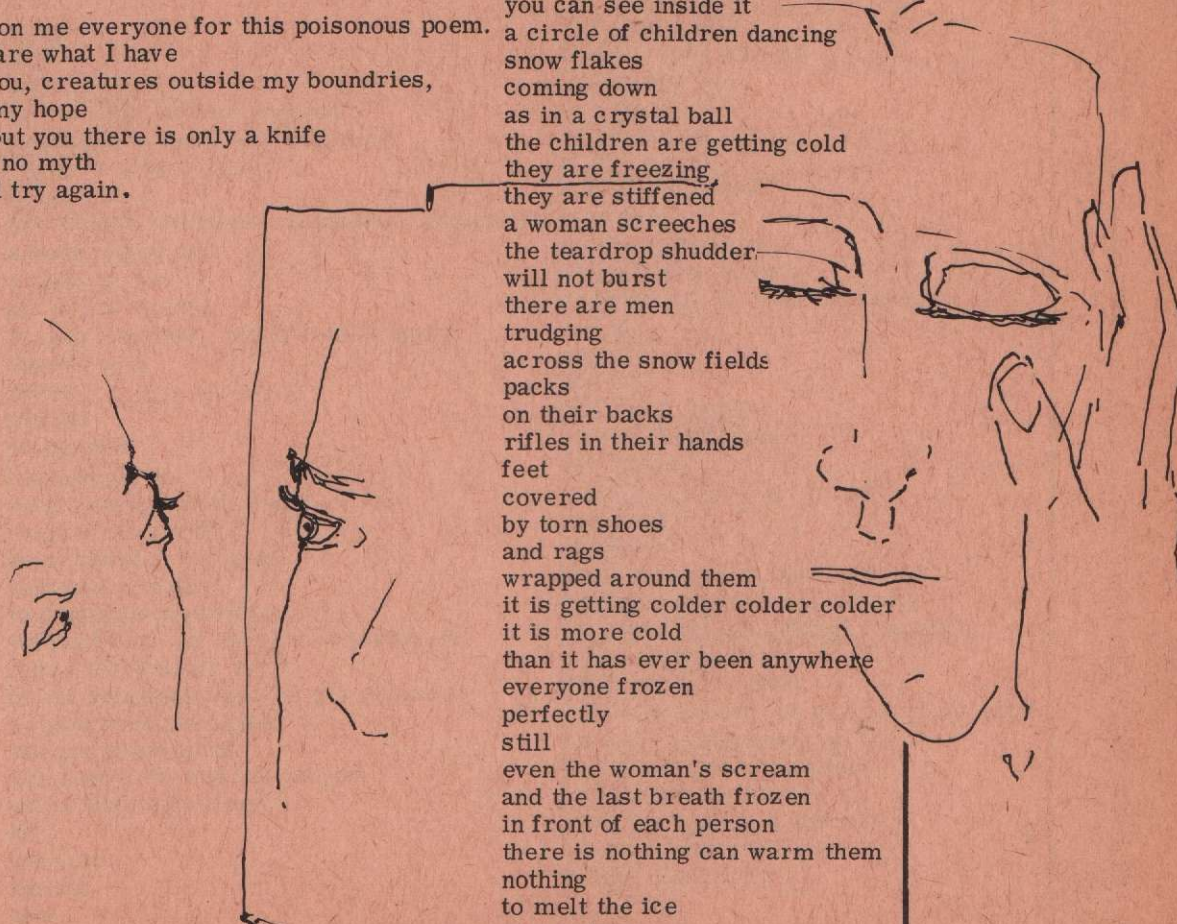 on me everyone for this poisonous poem.
are what I have
ou, creatures outside my boundries,
ny hope
out you there is only a knife
no myth
try again.
you can see inside it
a circle of children dancing
snow flakes
coming down
as in a crystal ball
the children are getting cold
they are freezing
they are stiffened
a woman screeches
the teardrop shudder
will not burst
there are men
trudging
across the snow fields
packs
on their backs
rifles in their hands
feet
covered
by torn shoes
and rags
wrapped around them
it is getting colder colder colder
it is more cold
than it has ever been anywhere
everyone frozen
perfectly
still
even the woman's scream
and the last breath frozen
in front of each person
there is nothing can warm them
nothing
to melt the ice